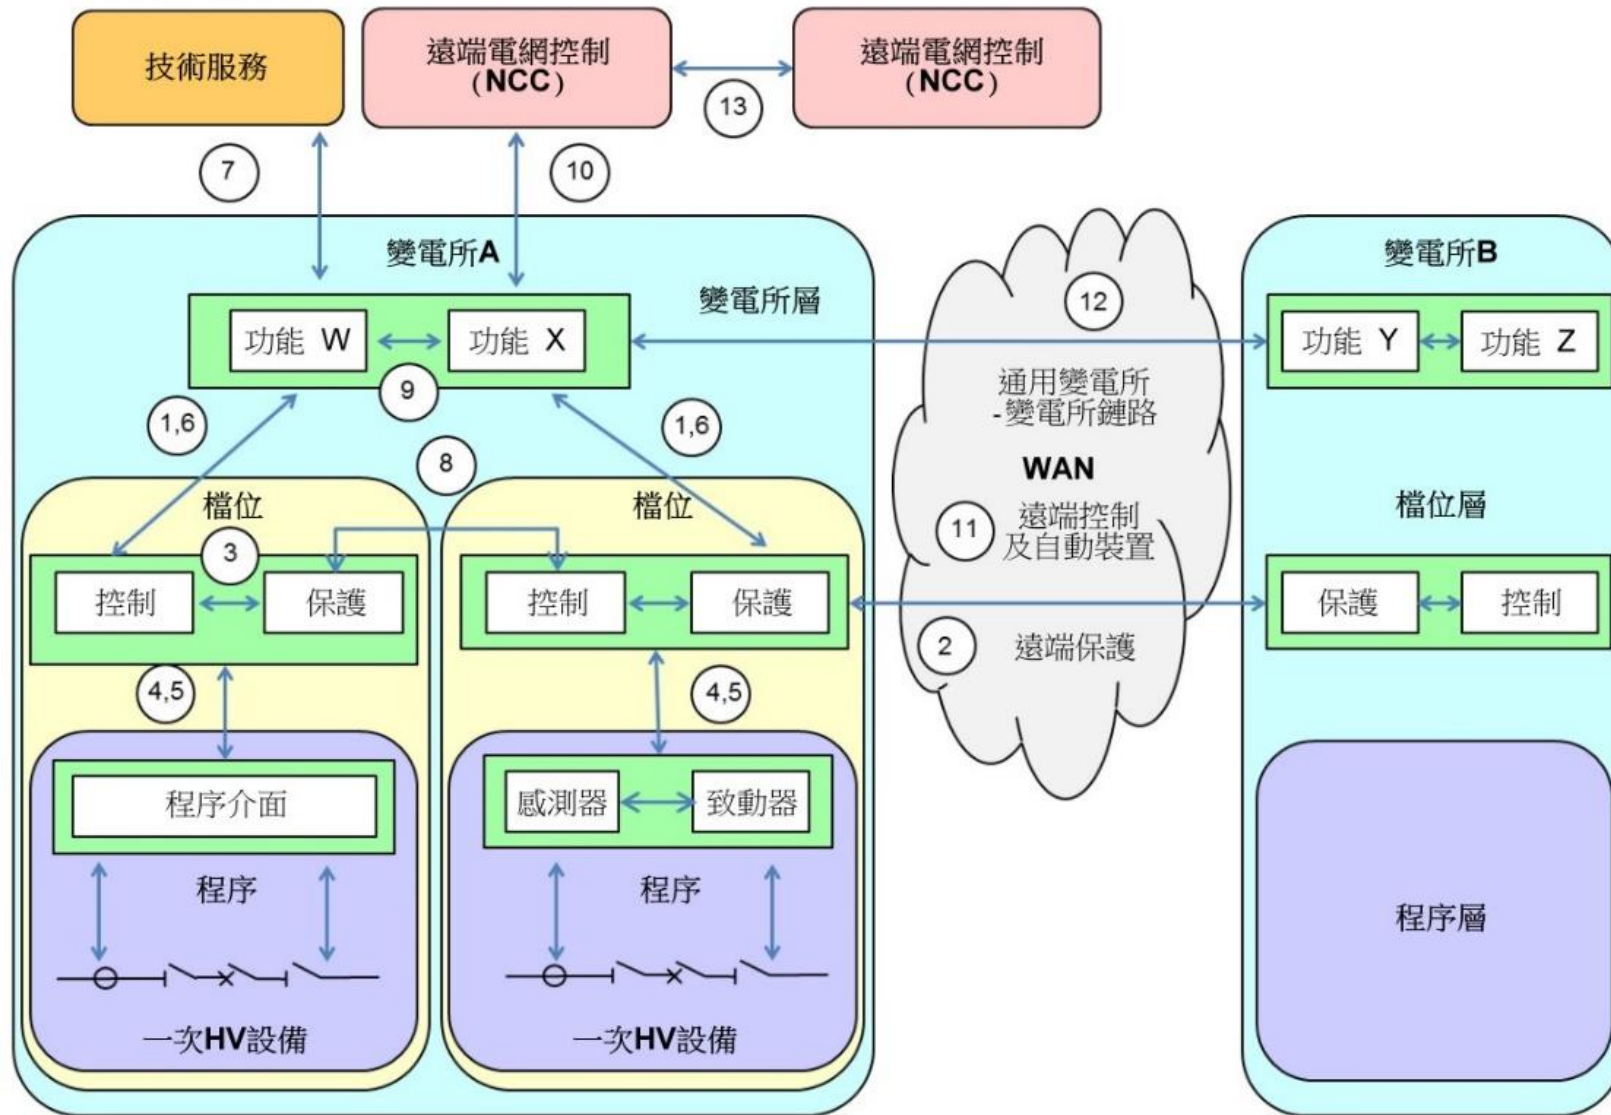 技術服務
遠端電網控制
(NCC)
遠端電網控制
(NCC)
13
7
10
變電所A
變電所層
12
變電所B
功能 W
功能 X
功能 Y
功能 Z
9
通用變電所
-變電所鏈路
1,6
1,6
8
WAN
檔位
檔位
檔位層
3
11
遠端控制
及自動裝置
控制
保護
控制
保護
保護
控制
2
遠端保護
4,5
4,5
程序介面
感測器
致動器
程序
程序
程序層
一次HV設備
一次HV設備